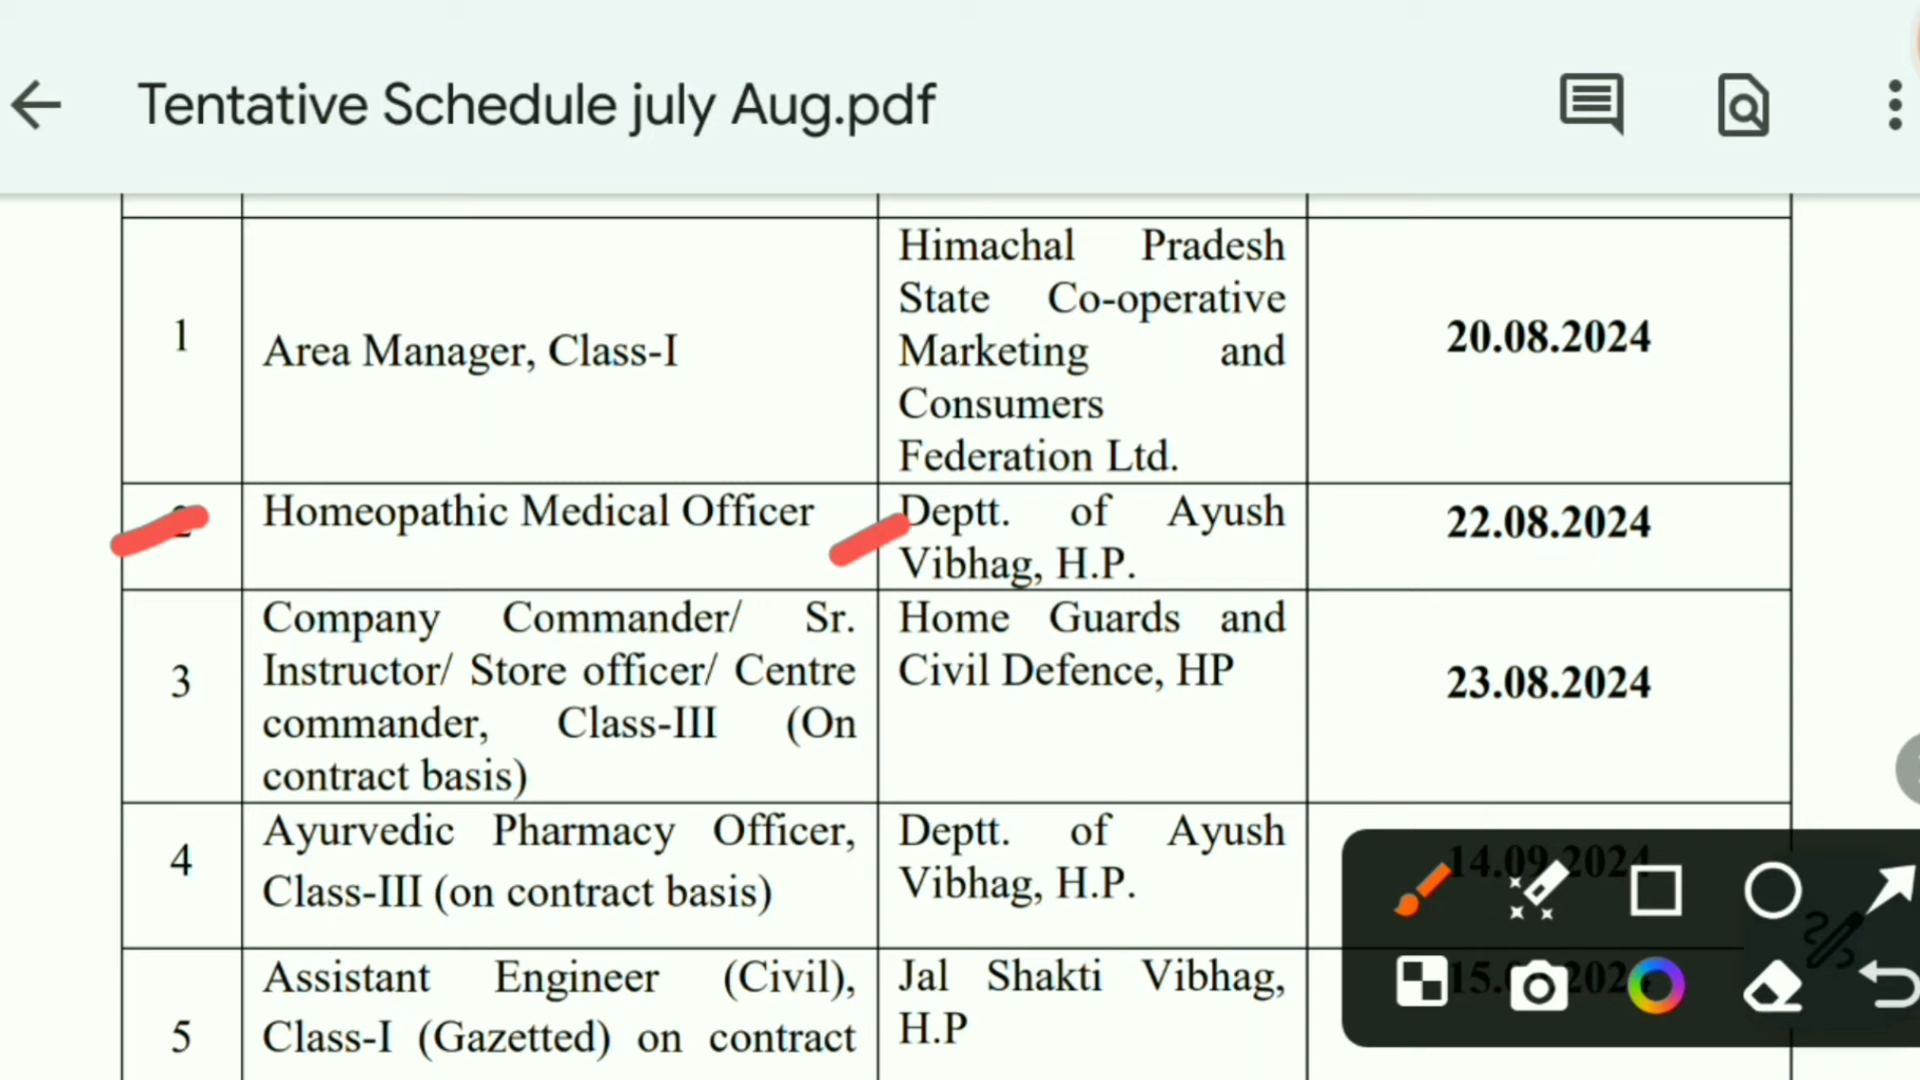 Tentative Schedule july Aug.pdf
1
Area Manager, Class-I
Himachal Pradesh
State Co-operative
Marketing and
Consumers
Federation Ltd.
20.08.2024
2
Homeopathic Medical Officer
Deptt. of Ayush
Vibhag, H.P.
22.08.2024
3
Company Commander/ Sr.
Instructor/ Store officer/ Centre
commander, Class-III (On
contract basis)
Home Guards and
Civil Defence, HP
23.08.2024
4
Ayurvedic Pharmacy Officer,
Class-III (on contract basis)
Deptt. of Ayush
Vibhag, H.P.
14.09.2024
5
Assistant Engineer (Civil),
Class-I (Gazetted) on contract
Jal Shakti Vibhag,
H.P